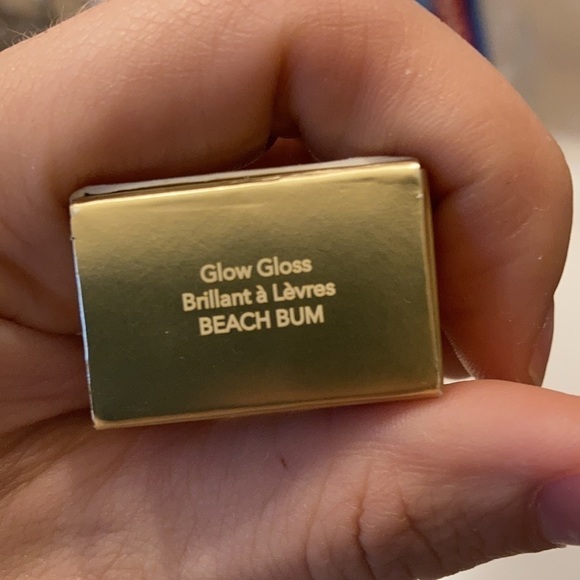 Glow Gloss
Brillant à Lèvres
BEACH BUM